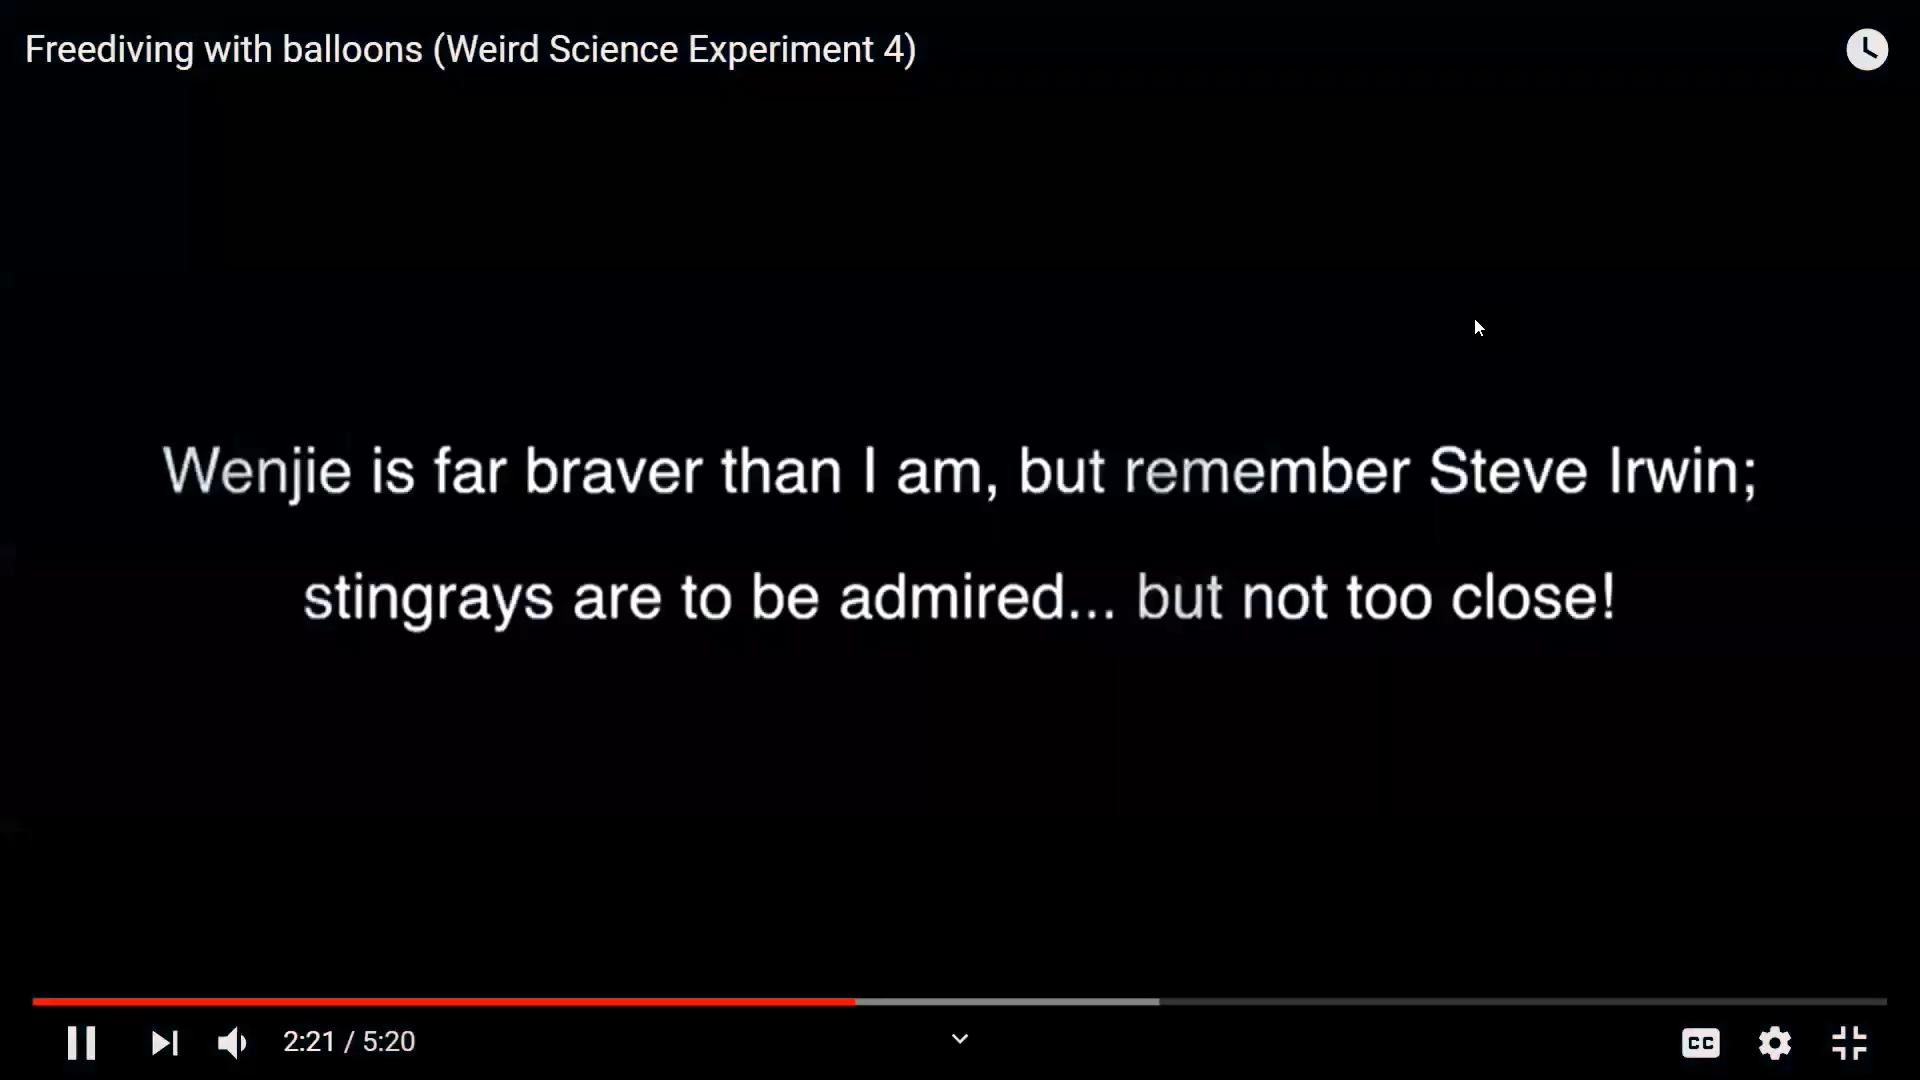 Freediving with balloons (Weird Science Experiment 4)
Wenjie is far braver than I am, but remember Steve Irwin;
stingrays are to be admired... but not too close!
2:21 / 5:20
CC